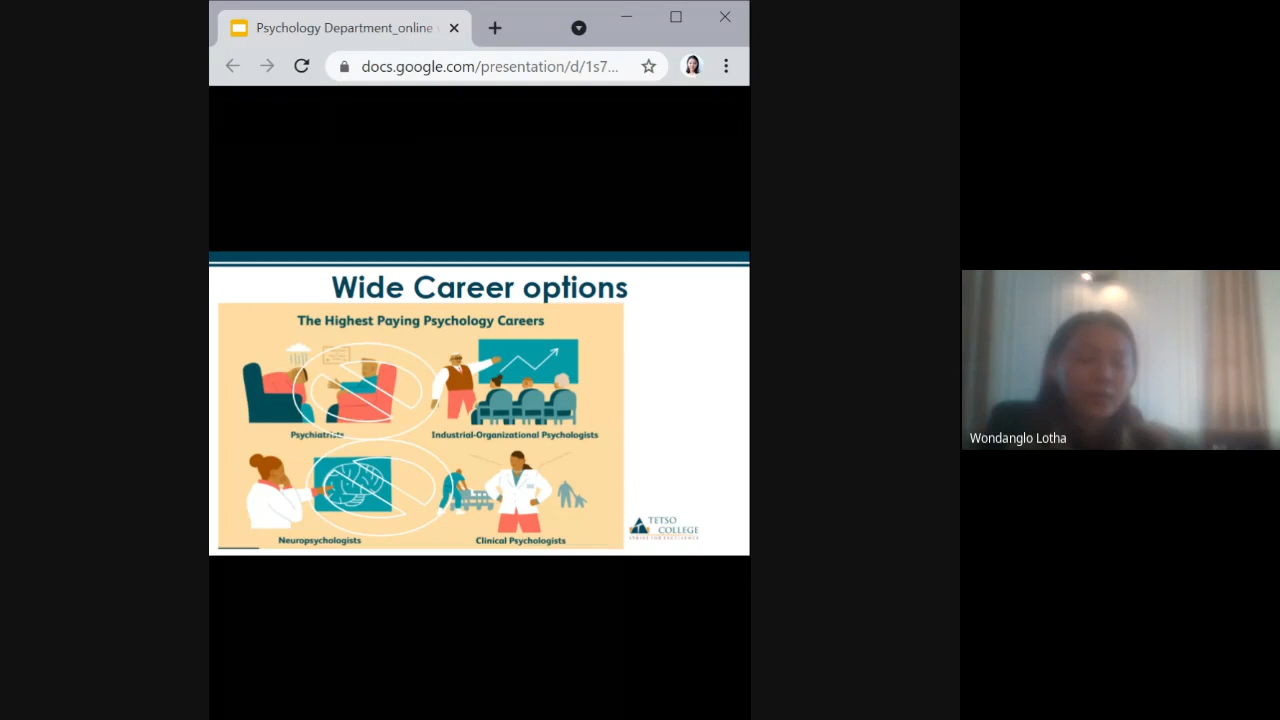 Psychology Department_online
docs.google.com/presentation/d/1s7...
Wide Career options
The Highest Paying Psychology Careers
Psychiatrists
Industrial-Organizational Psychologists
Neuropsychologists
Clinical Psychologists
TETSO
COLLEGE
Wondanglo Lotha